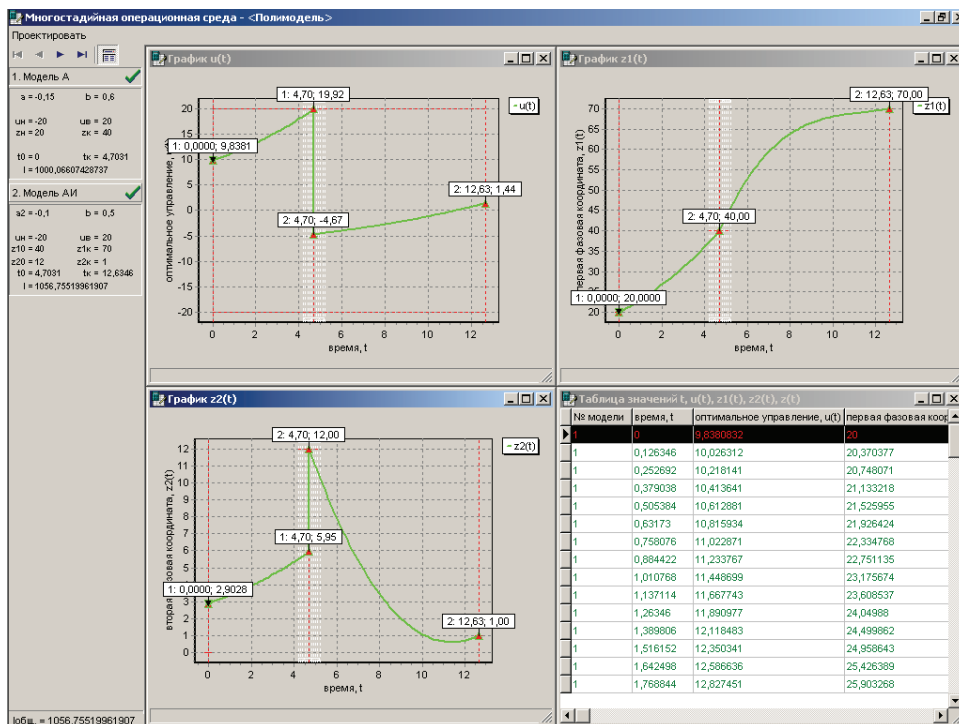 Многостадийная операционная среда - <Полимодель>
Проектировать
1. Модель А
a = -0,15 b = 0,6
uн = -20 uв = 20
zн = 20 zк = 40
t0 = 0 tк = 4,7031
I = 1000,06607428737
2. Модель АИ
a2 = -0,1 b = 0,5
uн = -20 uв = 20
z10 = 40 z1к = 70
z20 = 12 z2к = 1
t0 = 4,7031 tк = 12,6346
I = 1056,75519961907
Iобщ. = 1056,75519961907
График u(t)
u(t)
1: 4,70; 19,92
1: 0,0000; 9,8381
2: 12,63; 1,44
2: 4,70; -4,67
20
15
10
5
0
-5
-10
-15
-20
оптимальное управление,
0 2 4 6 8 10 12
время, t
График z1(t)
z1(t)
2: 12,63; 70,00
2: 4,70; 40,00
1: 0,0000; 20,0000
70
65
60
55
50
45
40
35
30
25
20
первая фазовая координата, z1(t)
0 2 4 6 8 10 12
время, t
График z2(t)
z2(t)
2: 4,70; 12,00
1: 4,70; 5,95
1: 0,0000; 2,9028
2: 12,63; 1,00
12
11
10
9
8
7
6
5
4
3
2
1
0
вторая фазовая координата, z2(t)
0 2 4 6 8 10 12
время, t
Таблица значений t, u(t), z1(t), z2(t), z(t)
№ модели время, t оптимальное управление, u(t) первая фазовая коор
1 0 9,8380832 20
1 0,126346 10,026312 20,370377
1 0,252692 10,218141 20,748071
1 0,379038 10,413641 21,133218
1 0,505384 10,612881 21,525955
1 0,63173 10,815934 21,926424
1 0,758076 11,022871 22,334768
1 0,884422 11,233767 22,751135
1 1,010768 11,448699 23,175674
1 1,137114 11,667743 23,608537
1 1,26346 11,890977 24,04988
1 1,389806 12,118483 24,499862
1 1,516152 12,350341 24,958643
1 1,642498 12,586636 25,426389
1 1,768844 12,827451 25,903268